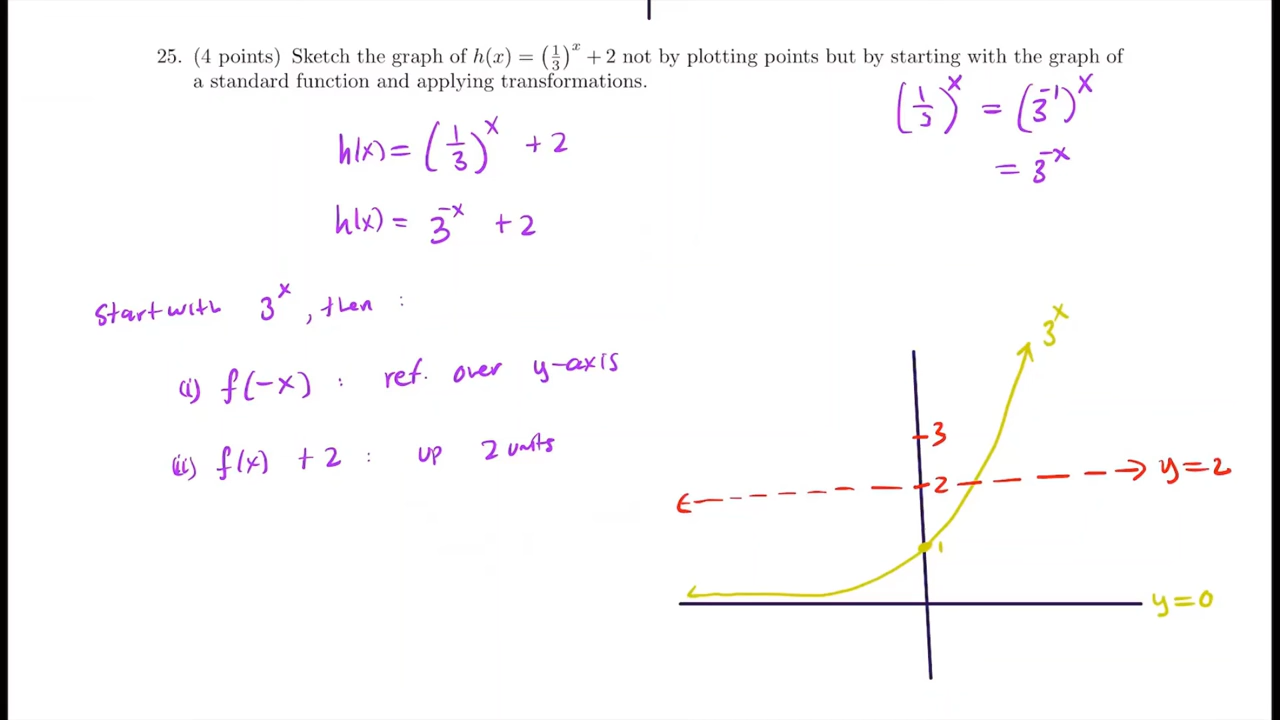 25. (4 points) Sketch the graph of h(x) = (1/3)^x + 2 not by plotting points but by starting with the graph of
a standard function and applying transformations.
(1/3)^x = (3^-1)^x
= 3^-x
h(x) = (1/3)^x + 2
h(x) = 3^-x + 2
Start with 3^x, then :
(i) f(-x) : ref. over y-axis
(ii) f(x) + 2 : up 2 units
3^x
3
2
y=2
1
y=0